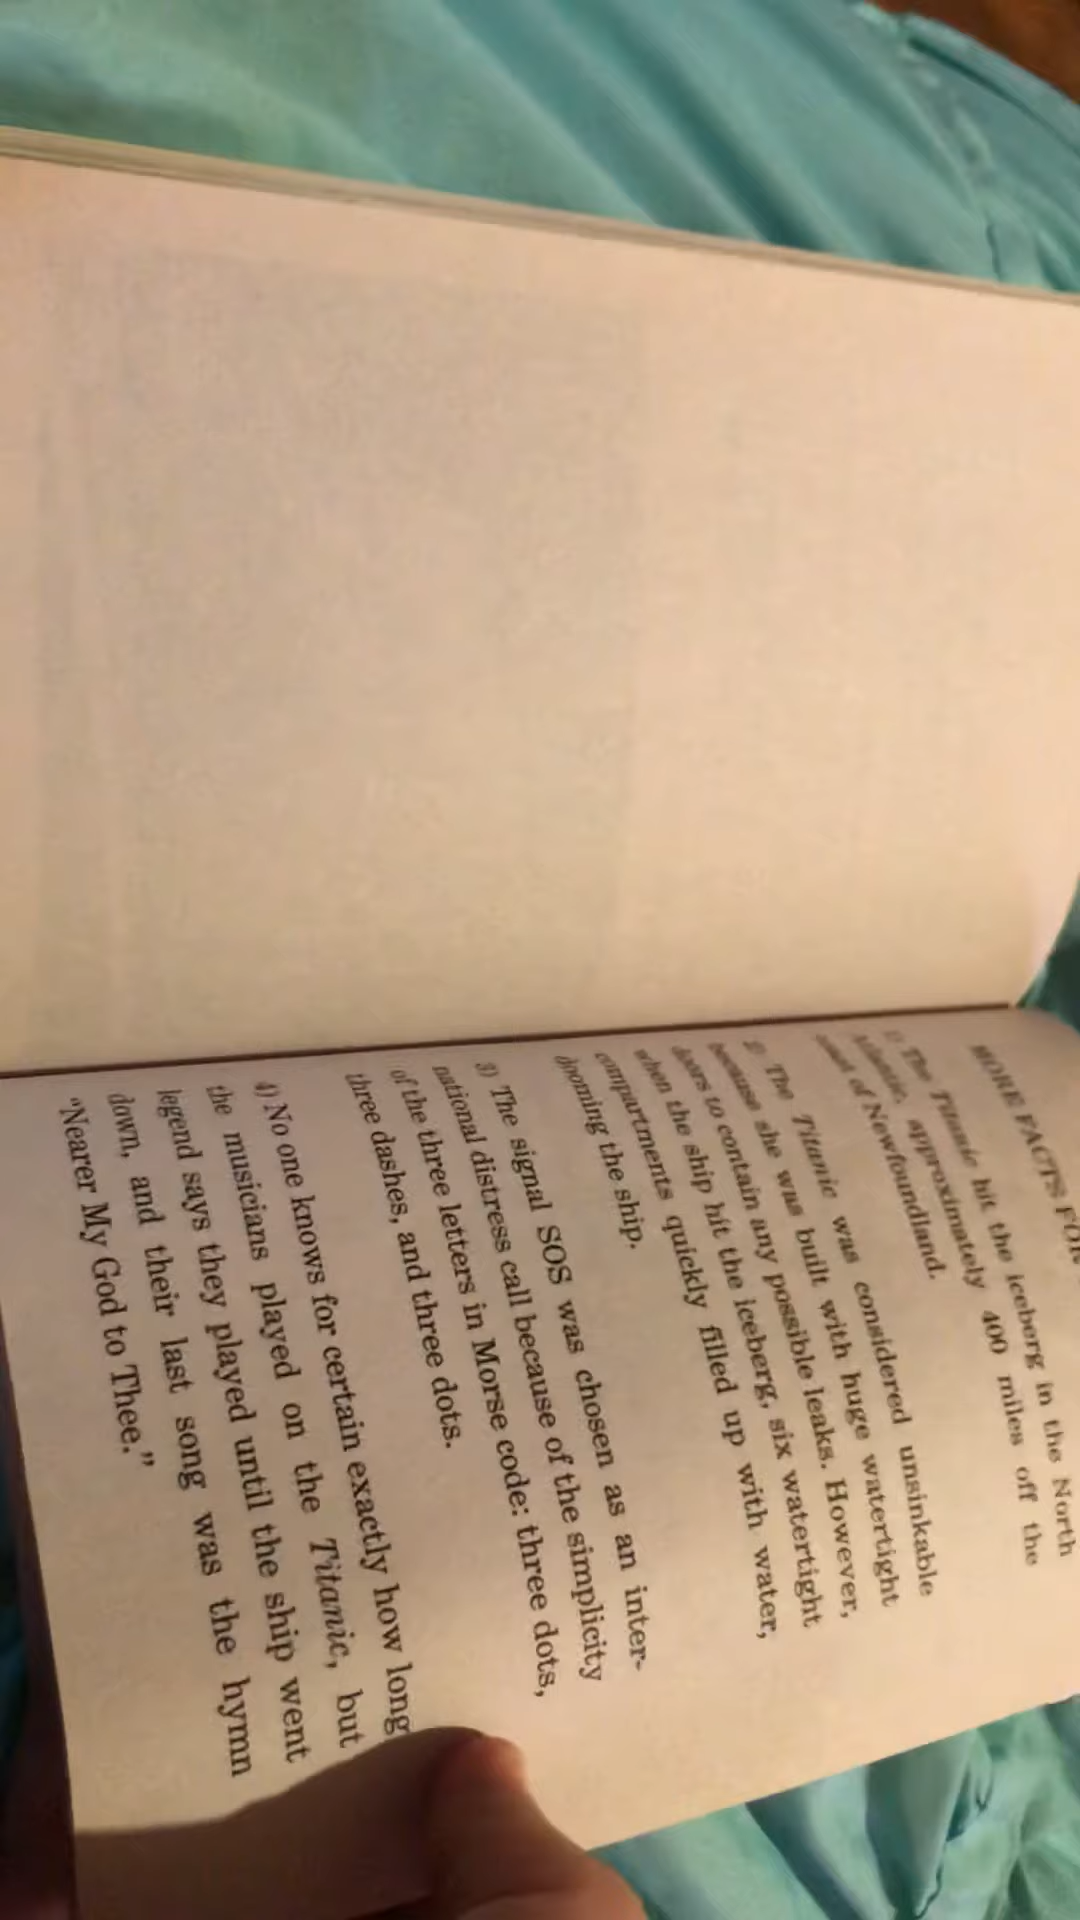 MORE FACTS FOR
1) The Titanic hit the iceberg in the North
Atlantic, approximately 400 miles off the
coast of Newfoundland.
2) The Titanic was considered unsinkable
because she was built with huge watertight
doors to contain any possible leaks. However,
when the ship hit the iceberg, six watertight
compartments quickly filled up with water,
dooming the ship.
3) The signal SOS was chosen as an inter-
national distress call because of the simplicity
of the three letters in Morse code: three dots,
three dashes, and three dots.
4) No one knows for certain exactly how long
the musicians played on the Titanic, but
legend says they played until the ship went
down, and their last song was the hymn
“Nearer My God to Thee.”